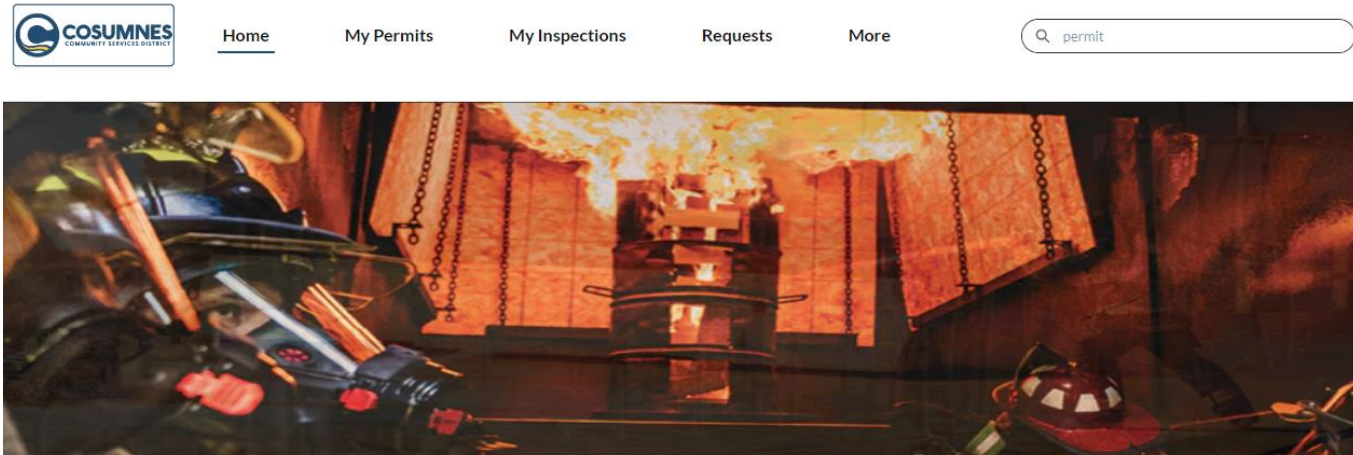 COSUMNES
COMMUNITY SERVICES DISTRICT
Home My Permits My Inspections Requests More
permit